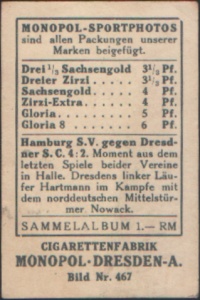 MONOPOL-SPORTPHOTOS
sind allen Packungen unserer
Marken beigefügt.
Drei 1/3 Sachsengold 3 1/3 Pf.
Dreier Zirzi . . . . 3 1/3 Pf.
Sachsengold . . . . 4 Pf.
Zirzi-Extra . . . . 4 Pf.
Gloria . . . . . . 5 Pf.
Gloria 8 . . . . . 6 Pf.
Hamburg S.V. gegen Dresd-
ner S. C. 4 : 2. Moment aus dem
letzten Spiele beider Vereine
in Halle. Dresdens linker Läu-
fer Hartmann im Kampfe mit
dem norddeutschen Mittelstür-
mer Nowack.
SAMMELALBUM 1.— RM
CIGARETTENFABRIK
MONOPOL·DRESDEN-A.
Bild Nr. 467